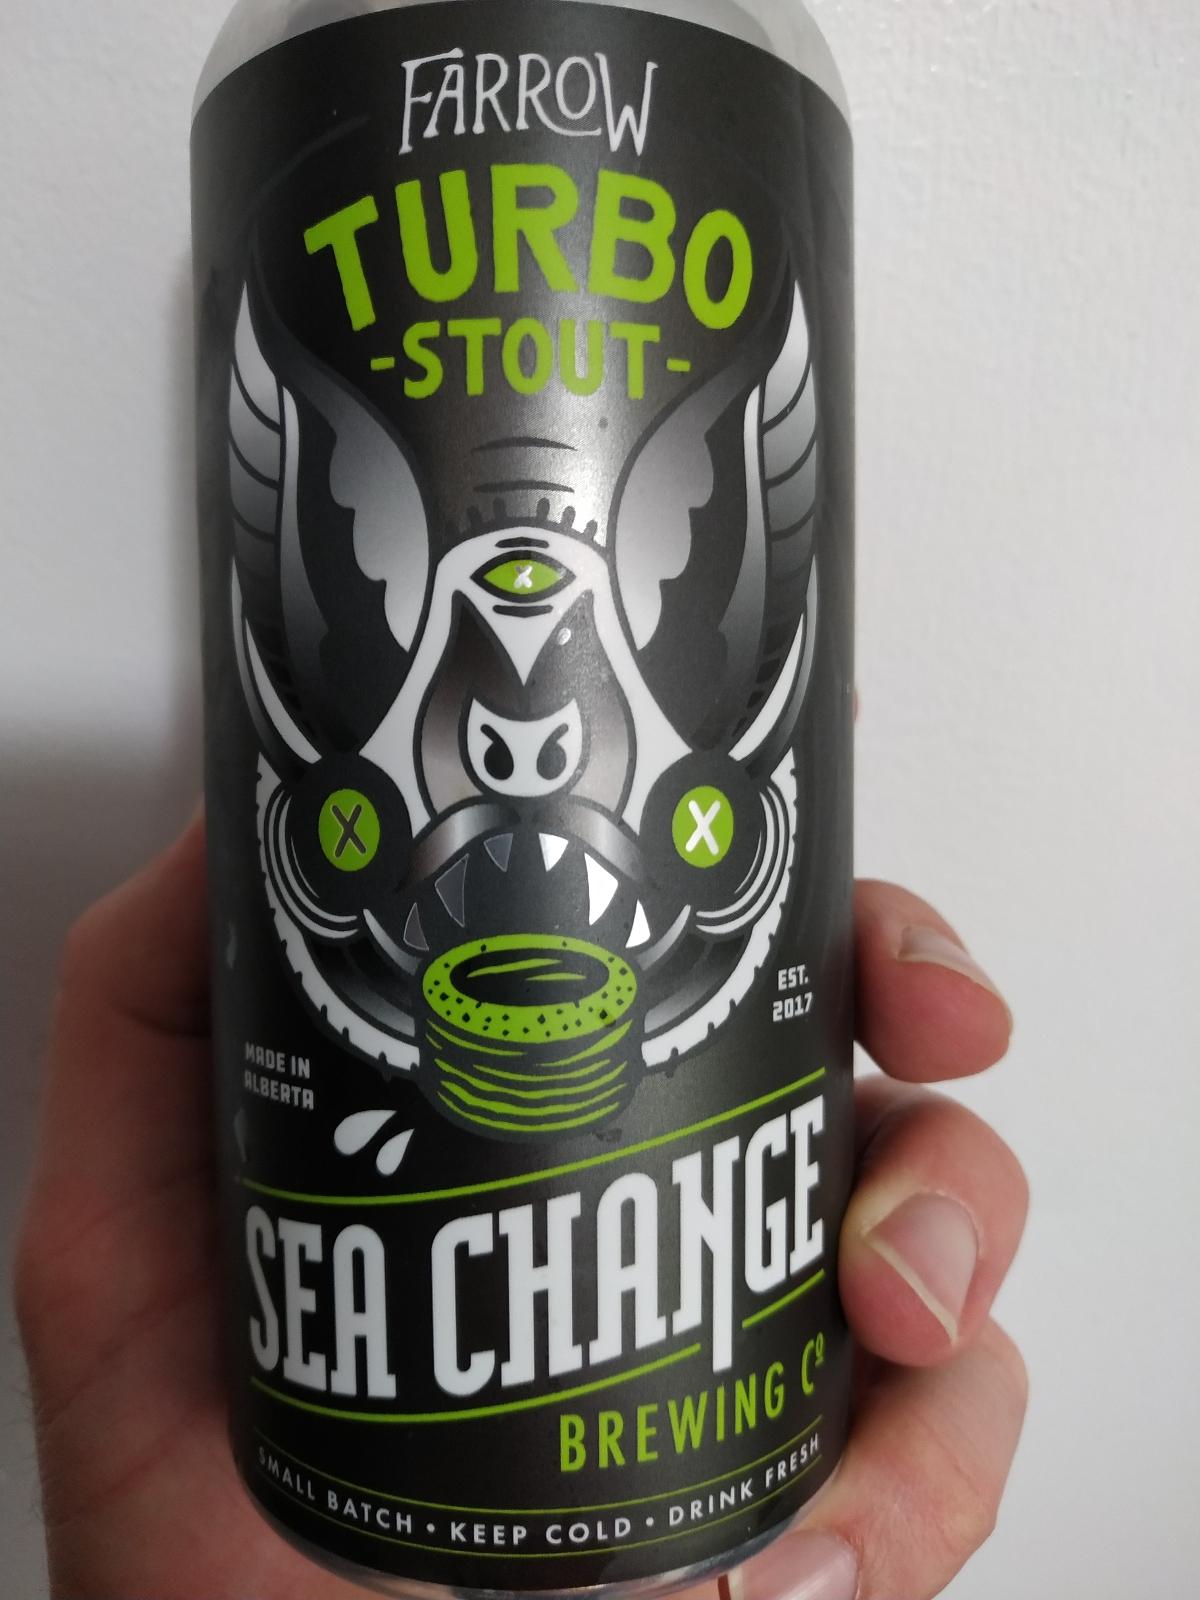 FARROW
TURBO
-STOUT-
X
X X
EST.
2017
MADE IN
ALBERTA
SEA CHANGE
BREWING Cº
SMALL BATCH • KEEP COLD • DRINK FRESH